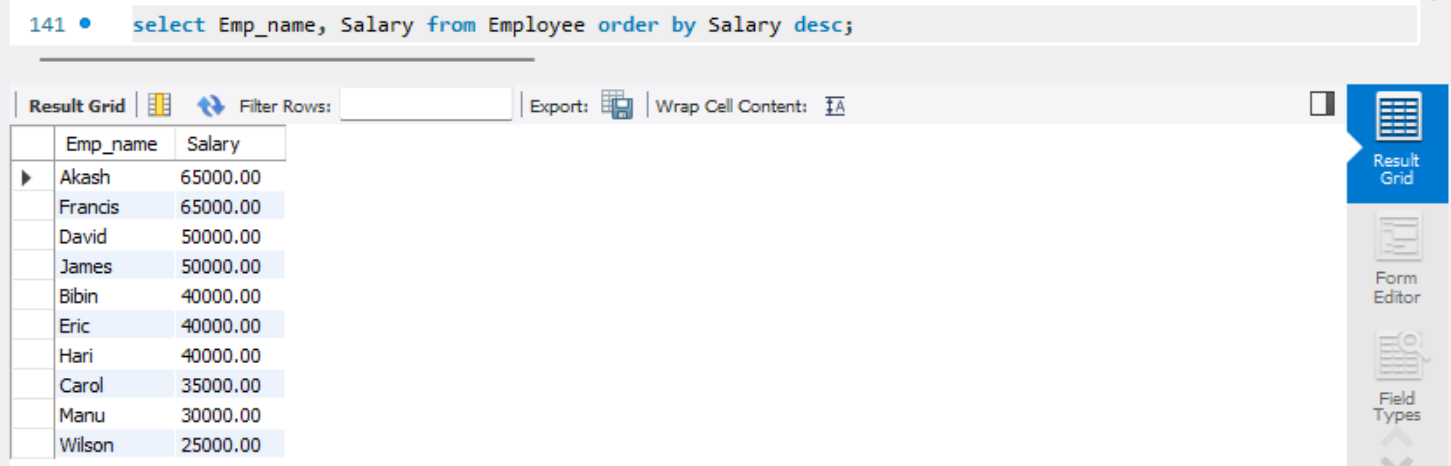 141 select Emp_name, Salary from Employee order by Salary desc;
Result Grid Filter Rows: Export: Wrap Cell Content: IA
Emp_name Salary
Akash 65000.00
Francis 65000.00
David 50000.00
James 50000.00
Bibin 40000.00
Eric 40000.00
Hari 40000.00
Carol 35000.00
Manu 30000.00
Wilson 25000.00
Result
Grid
Form
Editor
Field
Types